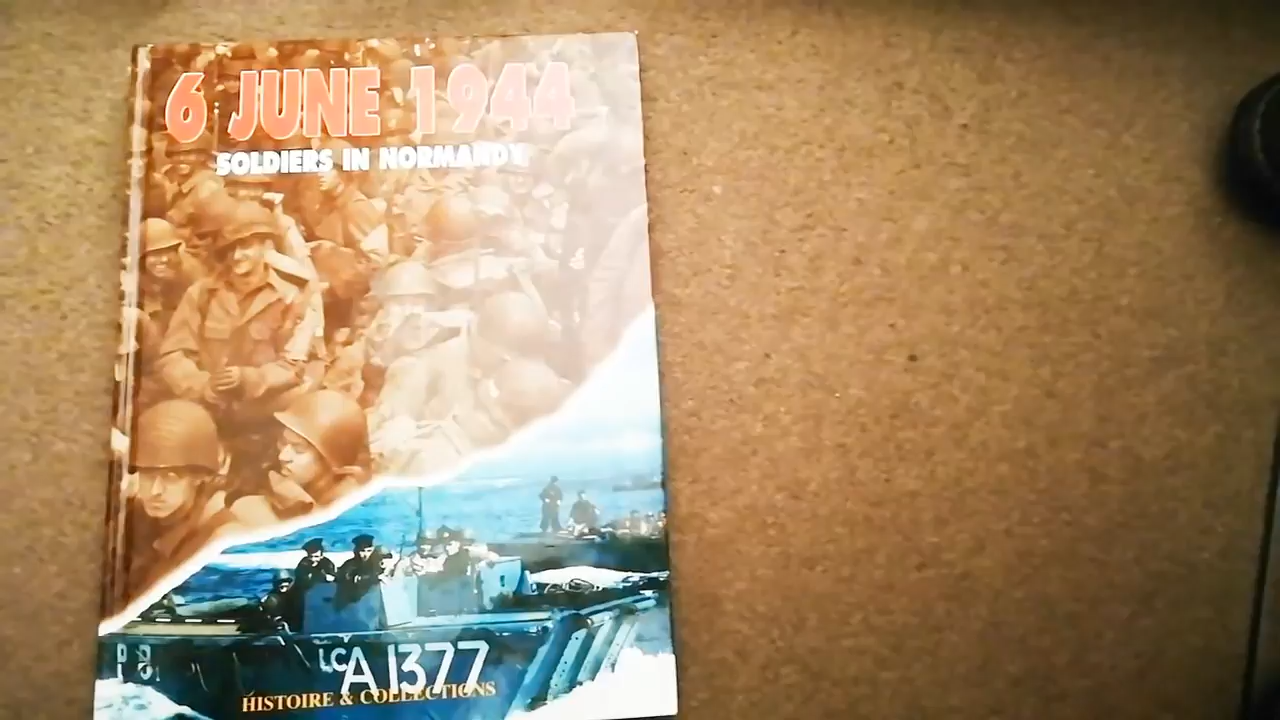 6 JUNE 1944
SOLDIERS IN NORMANDY
LCA 1377
HISTOIRE & COLLECTIONS